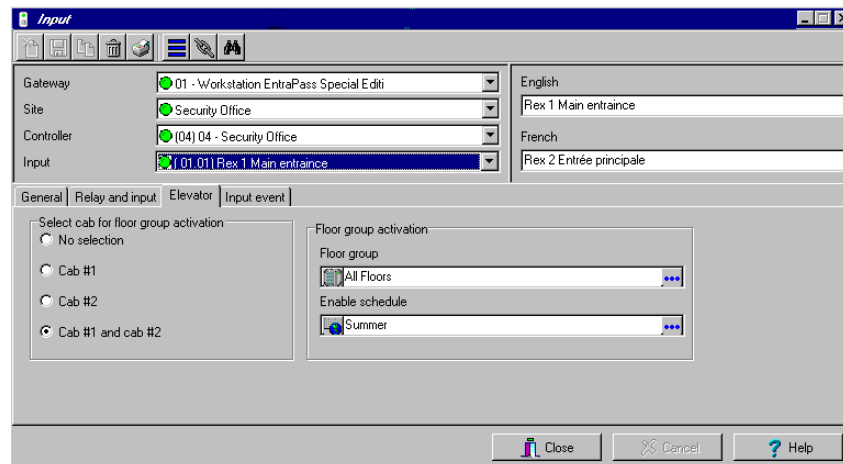 Input
Gateway
01 - Workstation EntraPass Special Editi
Site
Security Office
Controller
(04) 04 - Security Office
Input
( 01.01) Rex 1 Main entraince
English
Rex 1 Main entraince
French
Rex 2 Entrée principale
General
Relay and input
Elevator
Input event
Select cab for floor group activation
No selection
Cab #1
Cab #2
Cab #1 and cab #2
Floor group activation
Floor group
All Floors
Enable schedule
Summer
Close
Cancel
Help